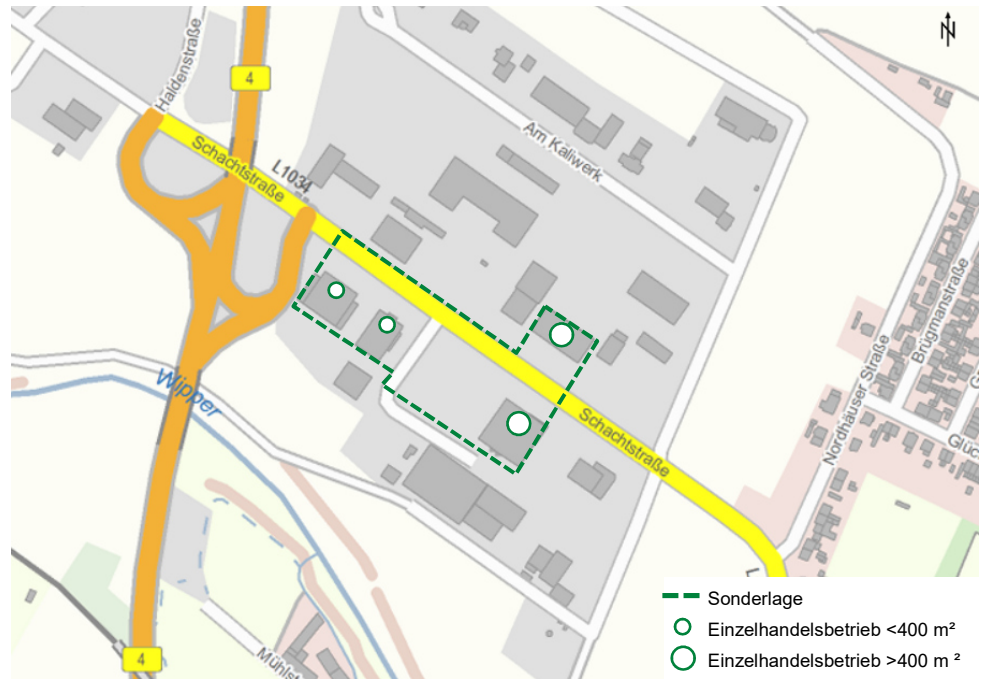 N
Haldenstraße
4
Schachtstraße
L1034
Am Kaliwerk
Brügmanstraße
Nordhäuser Straße
Wipper
Schachtstraße
4
Sonderlage
Einzelhandelsbetrieb <400 m²
Einzelhandelsbetrieb >400 m ²